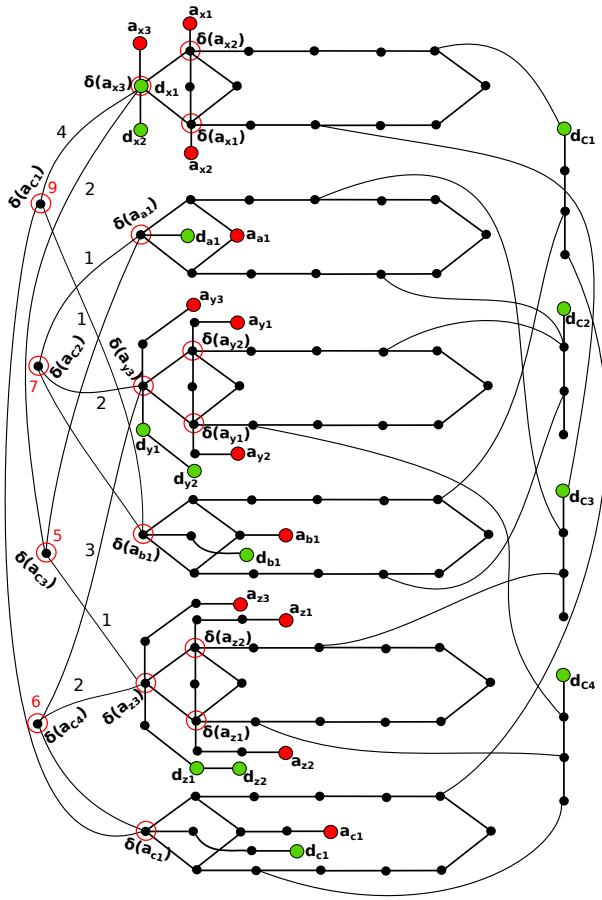 a_x1
a_x3
δ(a_x2)
δ(a_x3)
d_x1
d_x2
δ(a_x1)
a_x2
d_C1
4
9
2
δ(a_c1)
δ(a_a1)
d_a1
a_a1
1
a_y3
1
a_y1
d_C2
δ(a_y2)
δ(a_c2)
δ(a_y3)
7
2
δ(a_y1)
d_y1
a_y2
d_y2
d_C3
5
a_b1
δ(a_b1)
3
d_b1
δ(a_c3)
a_z3
a_z1
1
δ(a_z2)
d_C4
2
6
δ(a_z3)
δ(a_c4)
δ(a_z1)
a_z2
d_z1
d_z2
a_c1
δ(a_c1)
d_c1